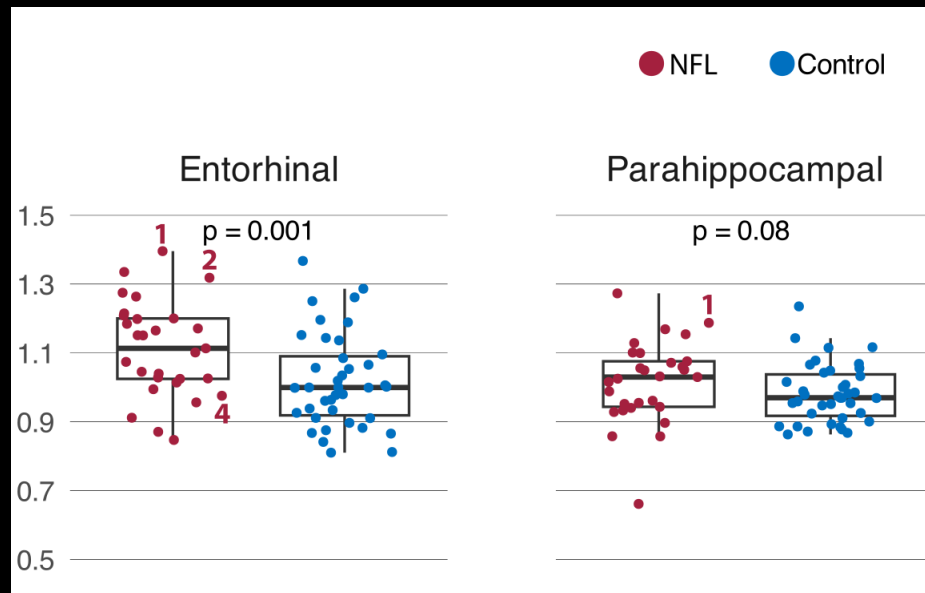 NFL Control
Entorhinal
Parahippocampal
1.5
1.3
1.1
0.9
0.7
0.5
p = 0.001
1
2
4
p = 0.08
1